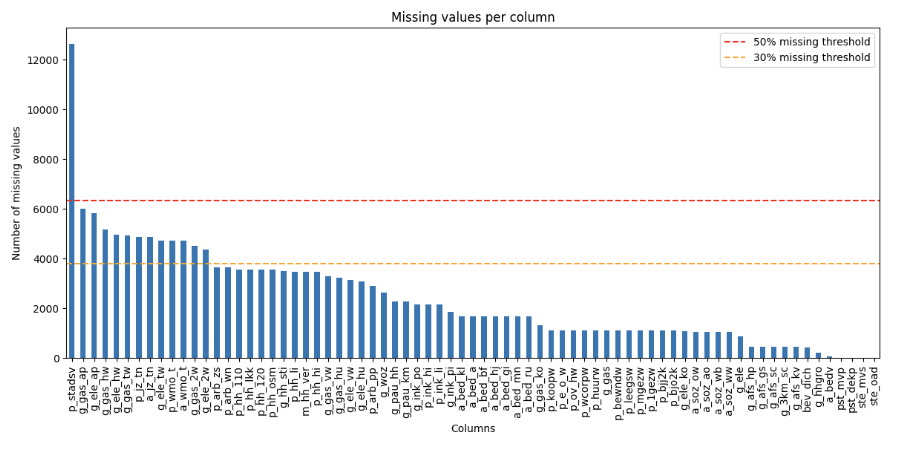 Missing values per column
50% missing threshold
30% missing threshold
Number of missing values
12000
10000
8000
6000
4000
2000
0
p_stadsv
g_gas_ap
g_ele_ap
g_gas_hw
g_ele_hw
g_gas_tw
p_jz_tn
a_jz_tn
g_ele_tw
p_wmo_t
a_wmo_t
g_gas_2w
g_ele_2w
p_arb_zs
p_arb_wn
p_hh_110
p_hh_lkk
p_hh_120
p_hh_osm
g_hh_sti
p_hh_li
m_hh_ver
p_hh_hi
g_gas_vw
g_gas_hu
g_ele_vw
g_ele_hu
p_arb_pp
g_woz
g_pau_hh
g_pau_km
g_ink_po
p_ink_hi
p_ink_li
g_ink_pi
a_bed_kl
a_bed_a
a_bed_bf
a_bed_hj
a_bed_gi
a_bed_mn
a_bed_ru
g_gas_ko
p_koopw
p_e_o_w
p_ov_hw
p_wcorpw
p_huurw
g_gas
p_bewndw
p_leegsw
p_mgezw
p_1gezw
p_bjj2k
p_bjo2k
g_ele_ko
a_soz_ow
a_soz_ao
a_soz_wb
a_soz_ww
g_ele
g_afs_hp
g_afs_gs
g_afs_sc
g_3km_sc
g_afs_kv
bev_dich
g_hhgro
a_bedv
pst_mvp
pst_dekp
ste_mvs
ste_oad
Columns